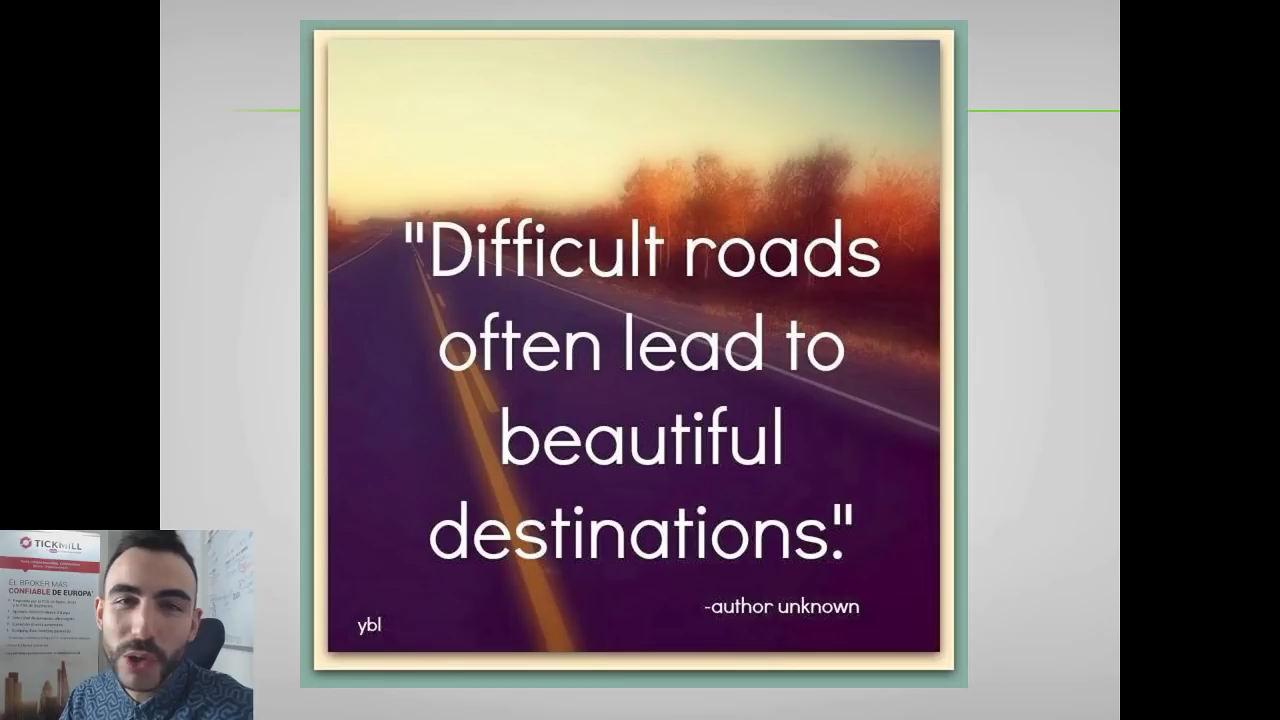 "Difficult roads
often lead to
beautiful
destinations."
-author unknown
ybl
TICKMILL
EL BROKER MÁS
CONFIABLE DE EUROPA